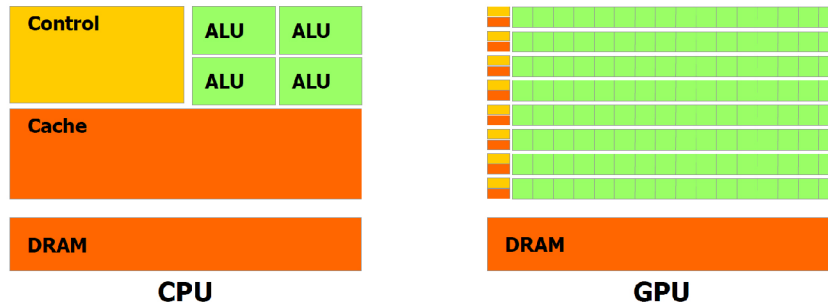 Control
ALU ALU
ALU ALU
Cache
DRAM
CPU
DRAM
GPU